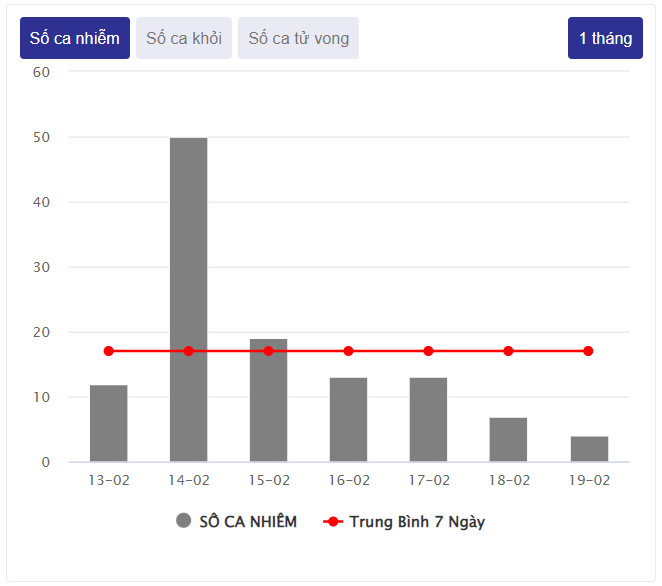 Số ca nhiễm Số ca khỏi Số ca tử vong 1 tháng
60
50
40
30
20
10
0
13-02 14-02 15-02 16-02 17-02 18-02 19-02
SỐ CA NHIỄM Trung Bình 7 Ngày